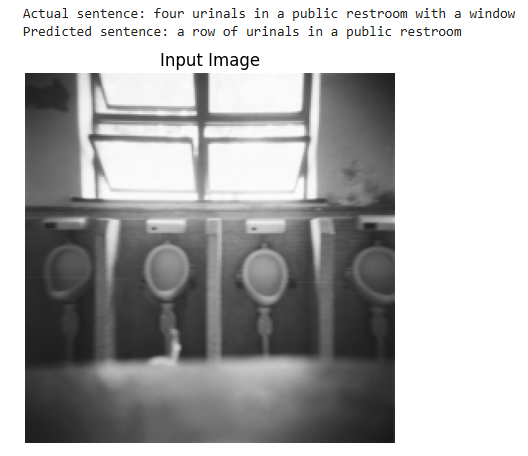 Actual sentence: four urinals in a public restroom with a window
Predicted sentence: a row of urinals in a public restroom
Input Image